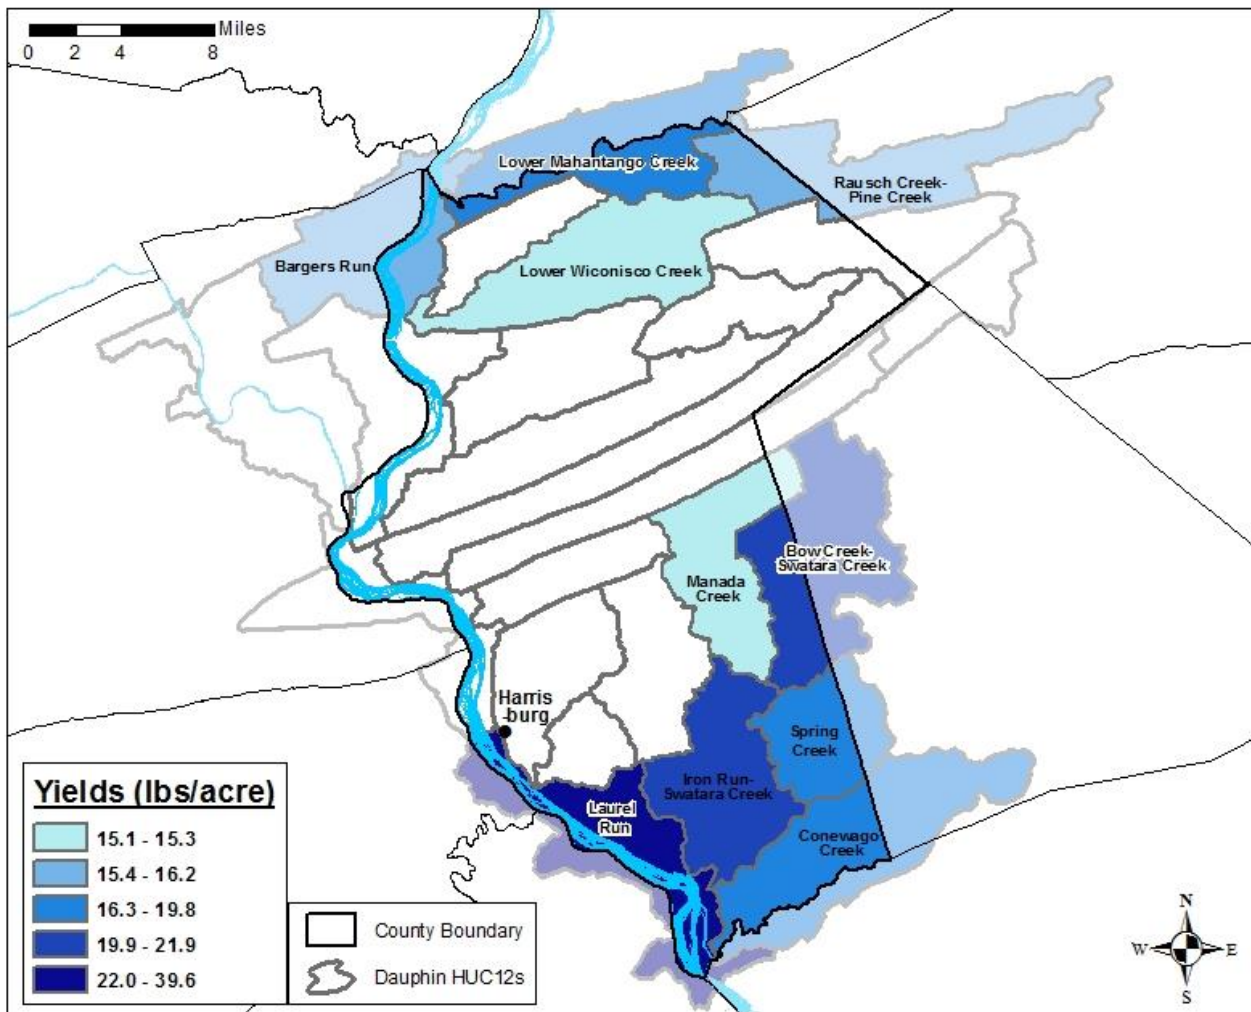 Miles
0 2 4 8
Lower Mahantango Creek
Rausch Creek-
Pine Creek
Bargers Run
Lower Wiconisco Creek
Bow Creek-
Swatara Creek
Manada
Creek
Harris
-burg
Spring
Creek
Iron Run-
Swatara Creek
Laurel
Run
Conewago
Creek
Yields (lbs/acre)
15.1 - 15.3
15.4 - 16.2
16.3 - 19.8
19.9 - 21.9
22.0 - 39.6
County Boundary
Dauphin HUC12s
N
W E
S